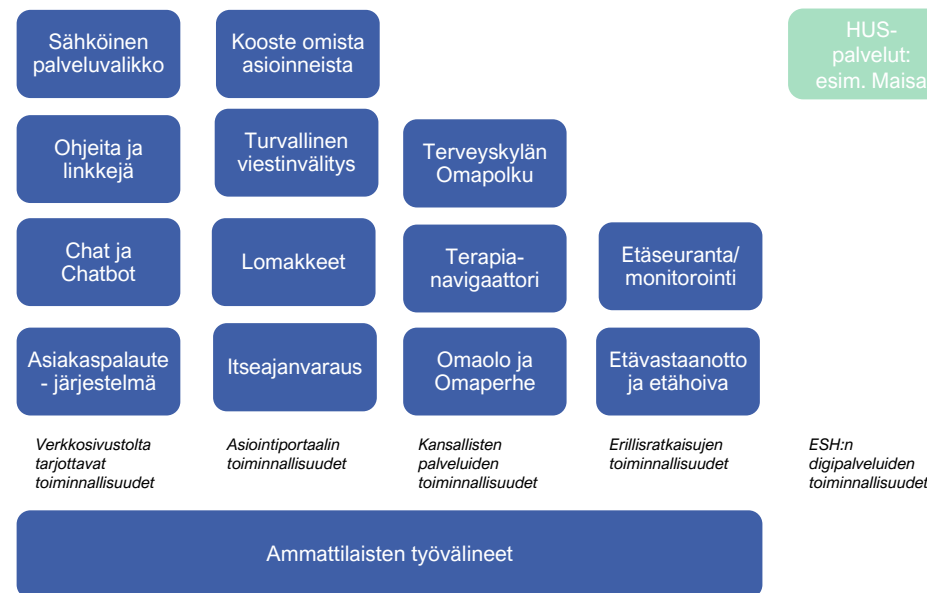 Sähköinen
palveluvalikko
Kooste omista
asioinneista
HUS-
palvelut:
esim. Maisa
Ohjeita ja
linkkejä
Turvallinen
viestinvälitys
Terveyskylän
Omapolku
Chat ja
Chatbot
Lomakkeet
Terapia-
navigaattori
Etäseuranta/
monitorointi
Asiakaspalaute
- järjestelmä
Itseajanvaraus
Omaolo ja
Omaperhe
Etävastaanotto
ja etähoiva
Verkkosivustolta
tarjottavat
toiminnallisuudet
Asiointiportaalin
toiminnallisuudet
Kansallisten
palveluiden
toiminnallisuudet
Erillisratkaisujen
toiminnallisuudet
ESH:n
digipalveluiden
toiminnallisuudet
Ammattilaisten työvälineet